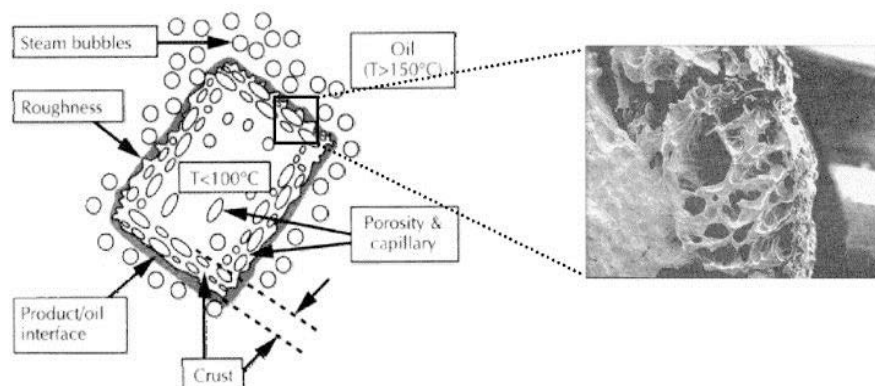 Steam bubbles
Oil
(T>150°C)
Roughness
T<100°C
Porosity &
capillary
Product/oil
interface
Crust